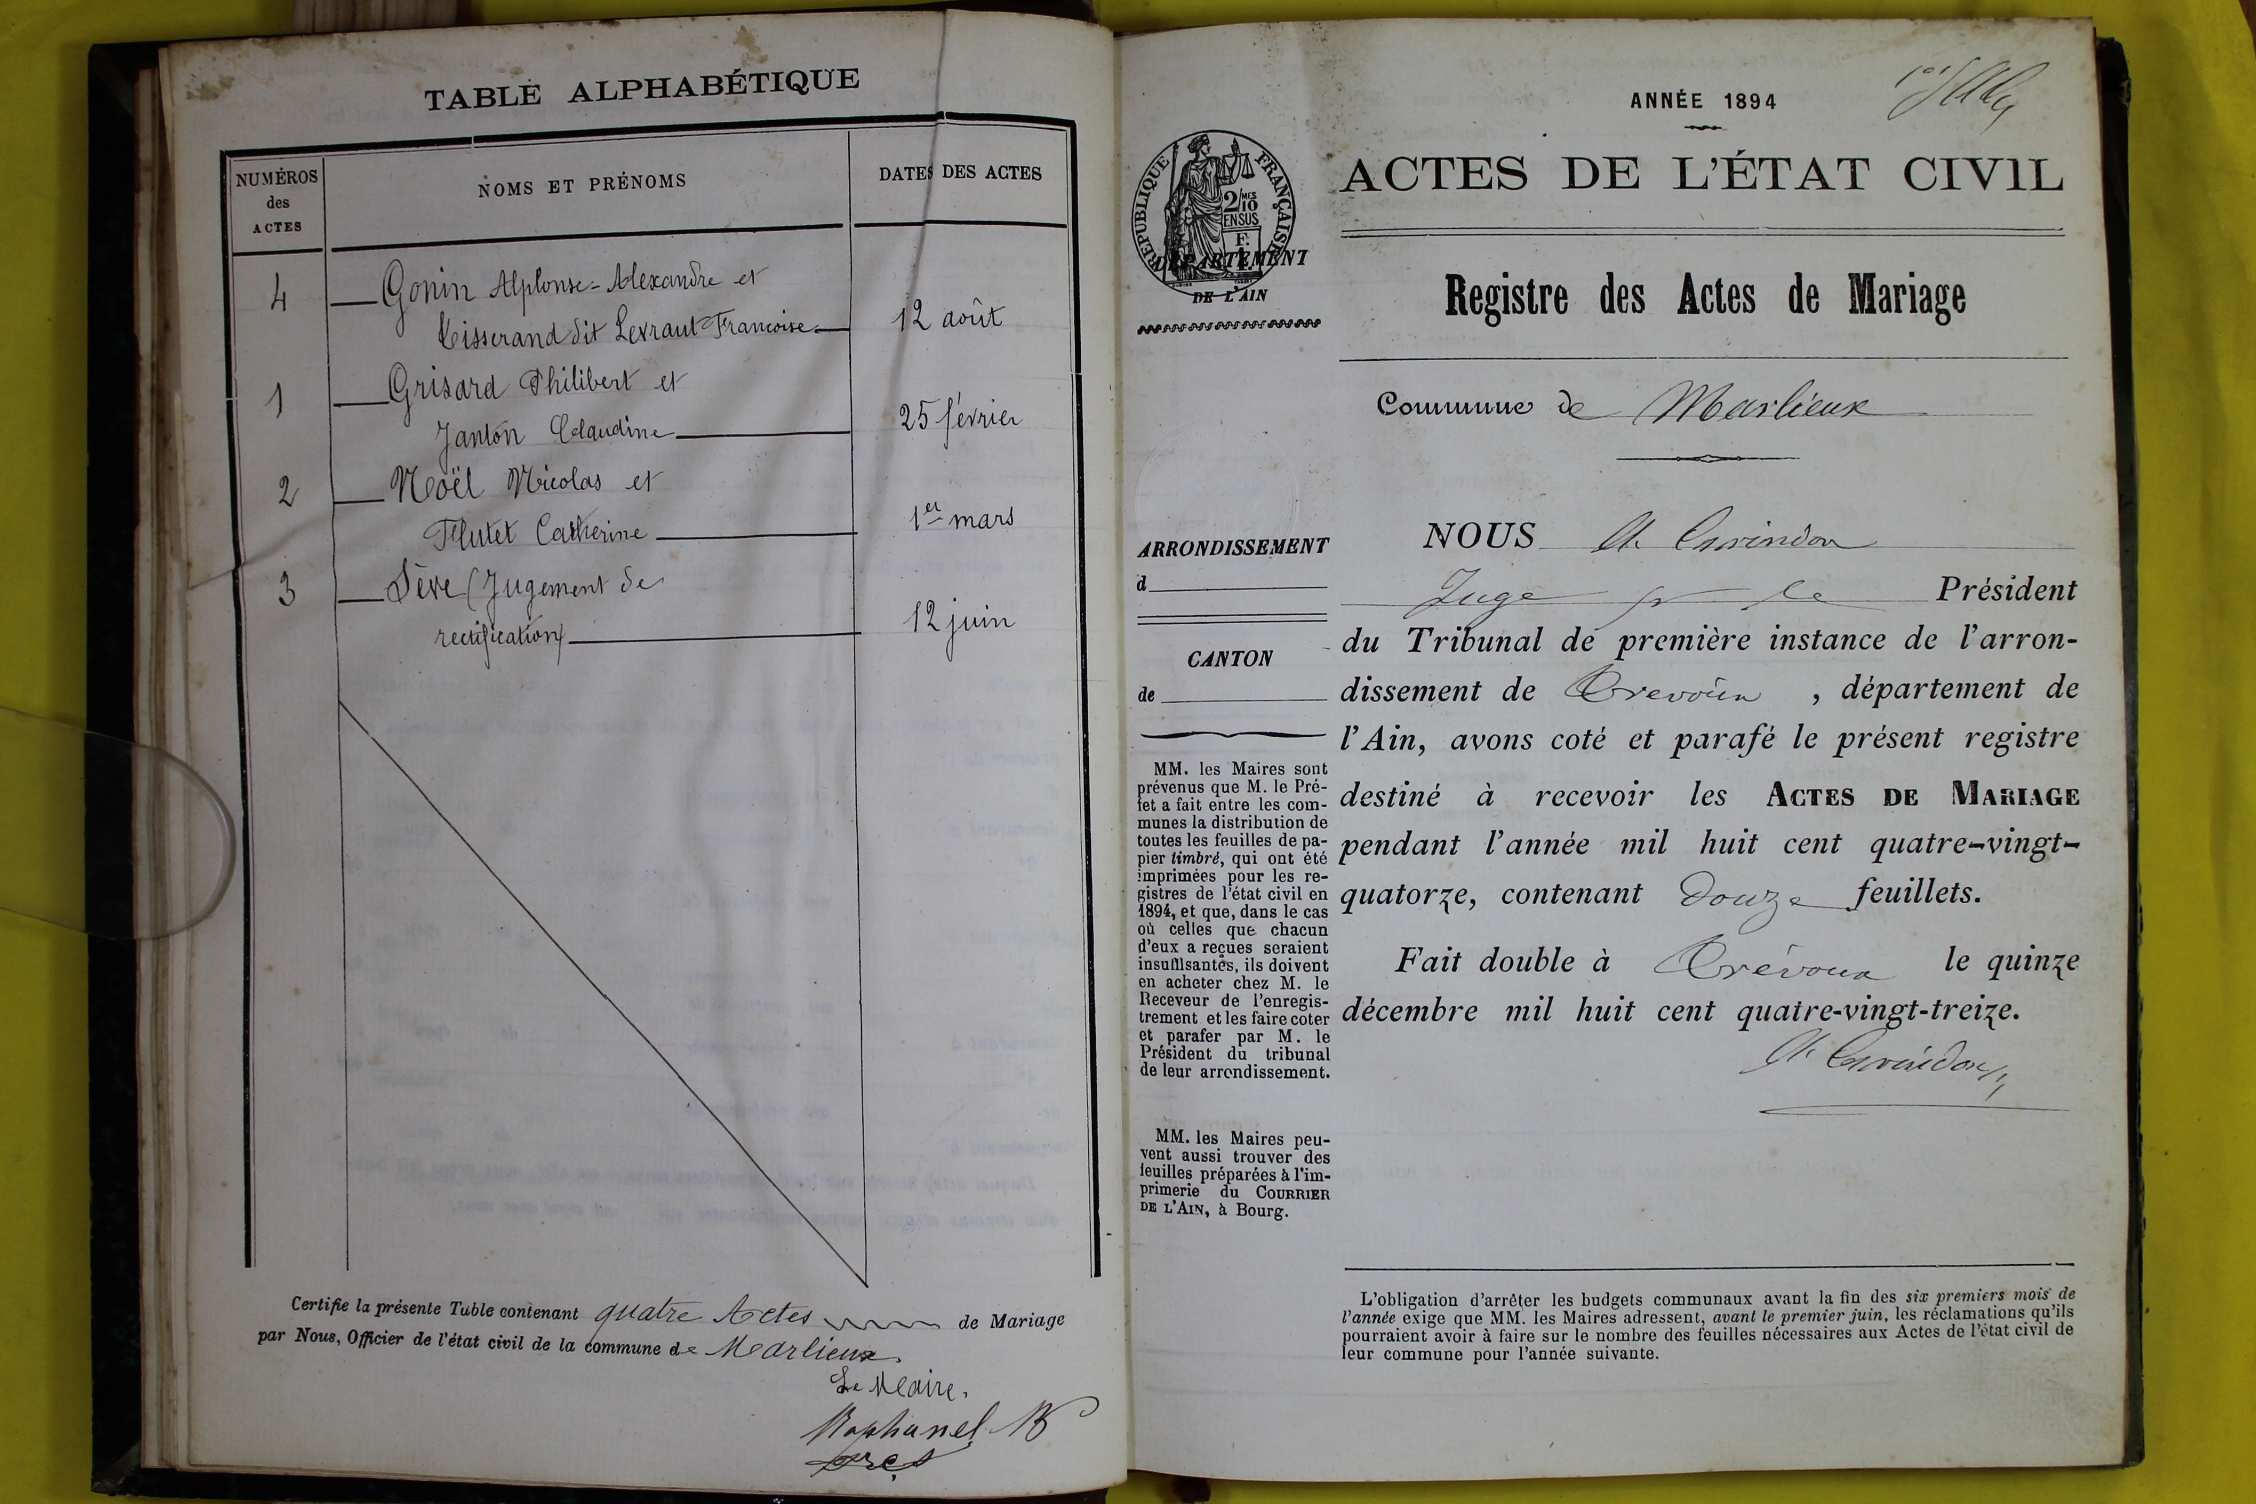 TABLE ALPHABÉTIQUE
NUMÉROS
des
ACTES
NOMS ET PRÉNOMS
DATES DES ACTES
4
Gonin Alphonse-Alexandre et
Tisserand dit Levraut Francoise
12 août
1
Grisard Philibert et
Janton Claudine
25 février
2
Noël Nicolas et
Flutet Catherine
1er mars
3
Sève (Jugement de
rectification)
12 juin
Certifie la présente Table contenant quatre Actes de Mariage
par Nous, Officier de l'état civil de la commune de Marlieux.
Le Maire,
Raphanel
ANNÉE 1894
ACTES DE L'ÉTAT CIVIL
RÉPUBLIQUE FRANÇAISE
2/10MES
EN SUS
F.
DÉPARTEMENT
DE L'AIN
Registre des Actes de Mariage
Commune de Marlieux
ARRONDISSEMENT
d
CANTON
de
MM. les Maires sont
prévenus que M. le Pré-
fet a fait entre les com-
munes la distribution de
toutes les feuilles de pa-
pier timbré, qui ont été
imprimées pour les re-
gistres de l'état civil en
1894, et que, dans le cas
où celles que chacun
d'eux a reçues seraient
insuffisantes, ils doivent
en acheter chez M. le
Receveur de l'enregis-
trement et les faire coter
et parafer par M. le
Président du tribunal
de leur arrondissement.
MM. les Maires peu-
vent aussi trouver des
feuilles préparées à l'im-
primerie du COURRIER
DE L'AIN, à Bourg.
NOUS
Juge pr le Président
du Tribunal de première instance de l'arron-
dissement de Trevoux, département de
l'Ain, avons coté et parafé le présent registre
destiné à recevoir les ACTES DE MARIAGE
pendant l'année mil huit cent quatre-vingt-
quatorze, contenant Douze feuillets.
Fait double à Trévoux le quinze
décembre mil huit cent quatre-vingt-treize.
L'obligation d'arrêter les budgets communaux avant la fin des six premiers mois de
l'année exige que MM. les Maires adressent, avant le premier juin, les réclamations qu'ils
pourraient avoir à faire sur le nombre des feuilles nécessaires aux Actes de l'état civil de
leur commune pour l'année suivante.